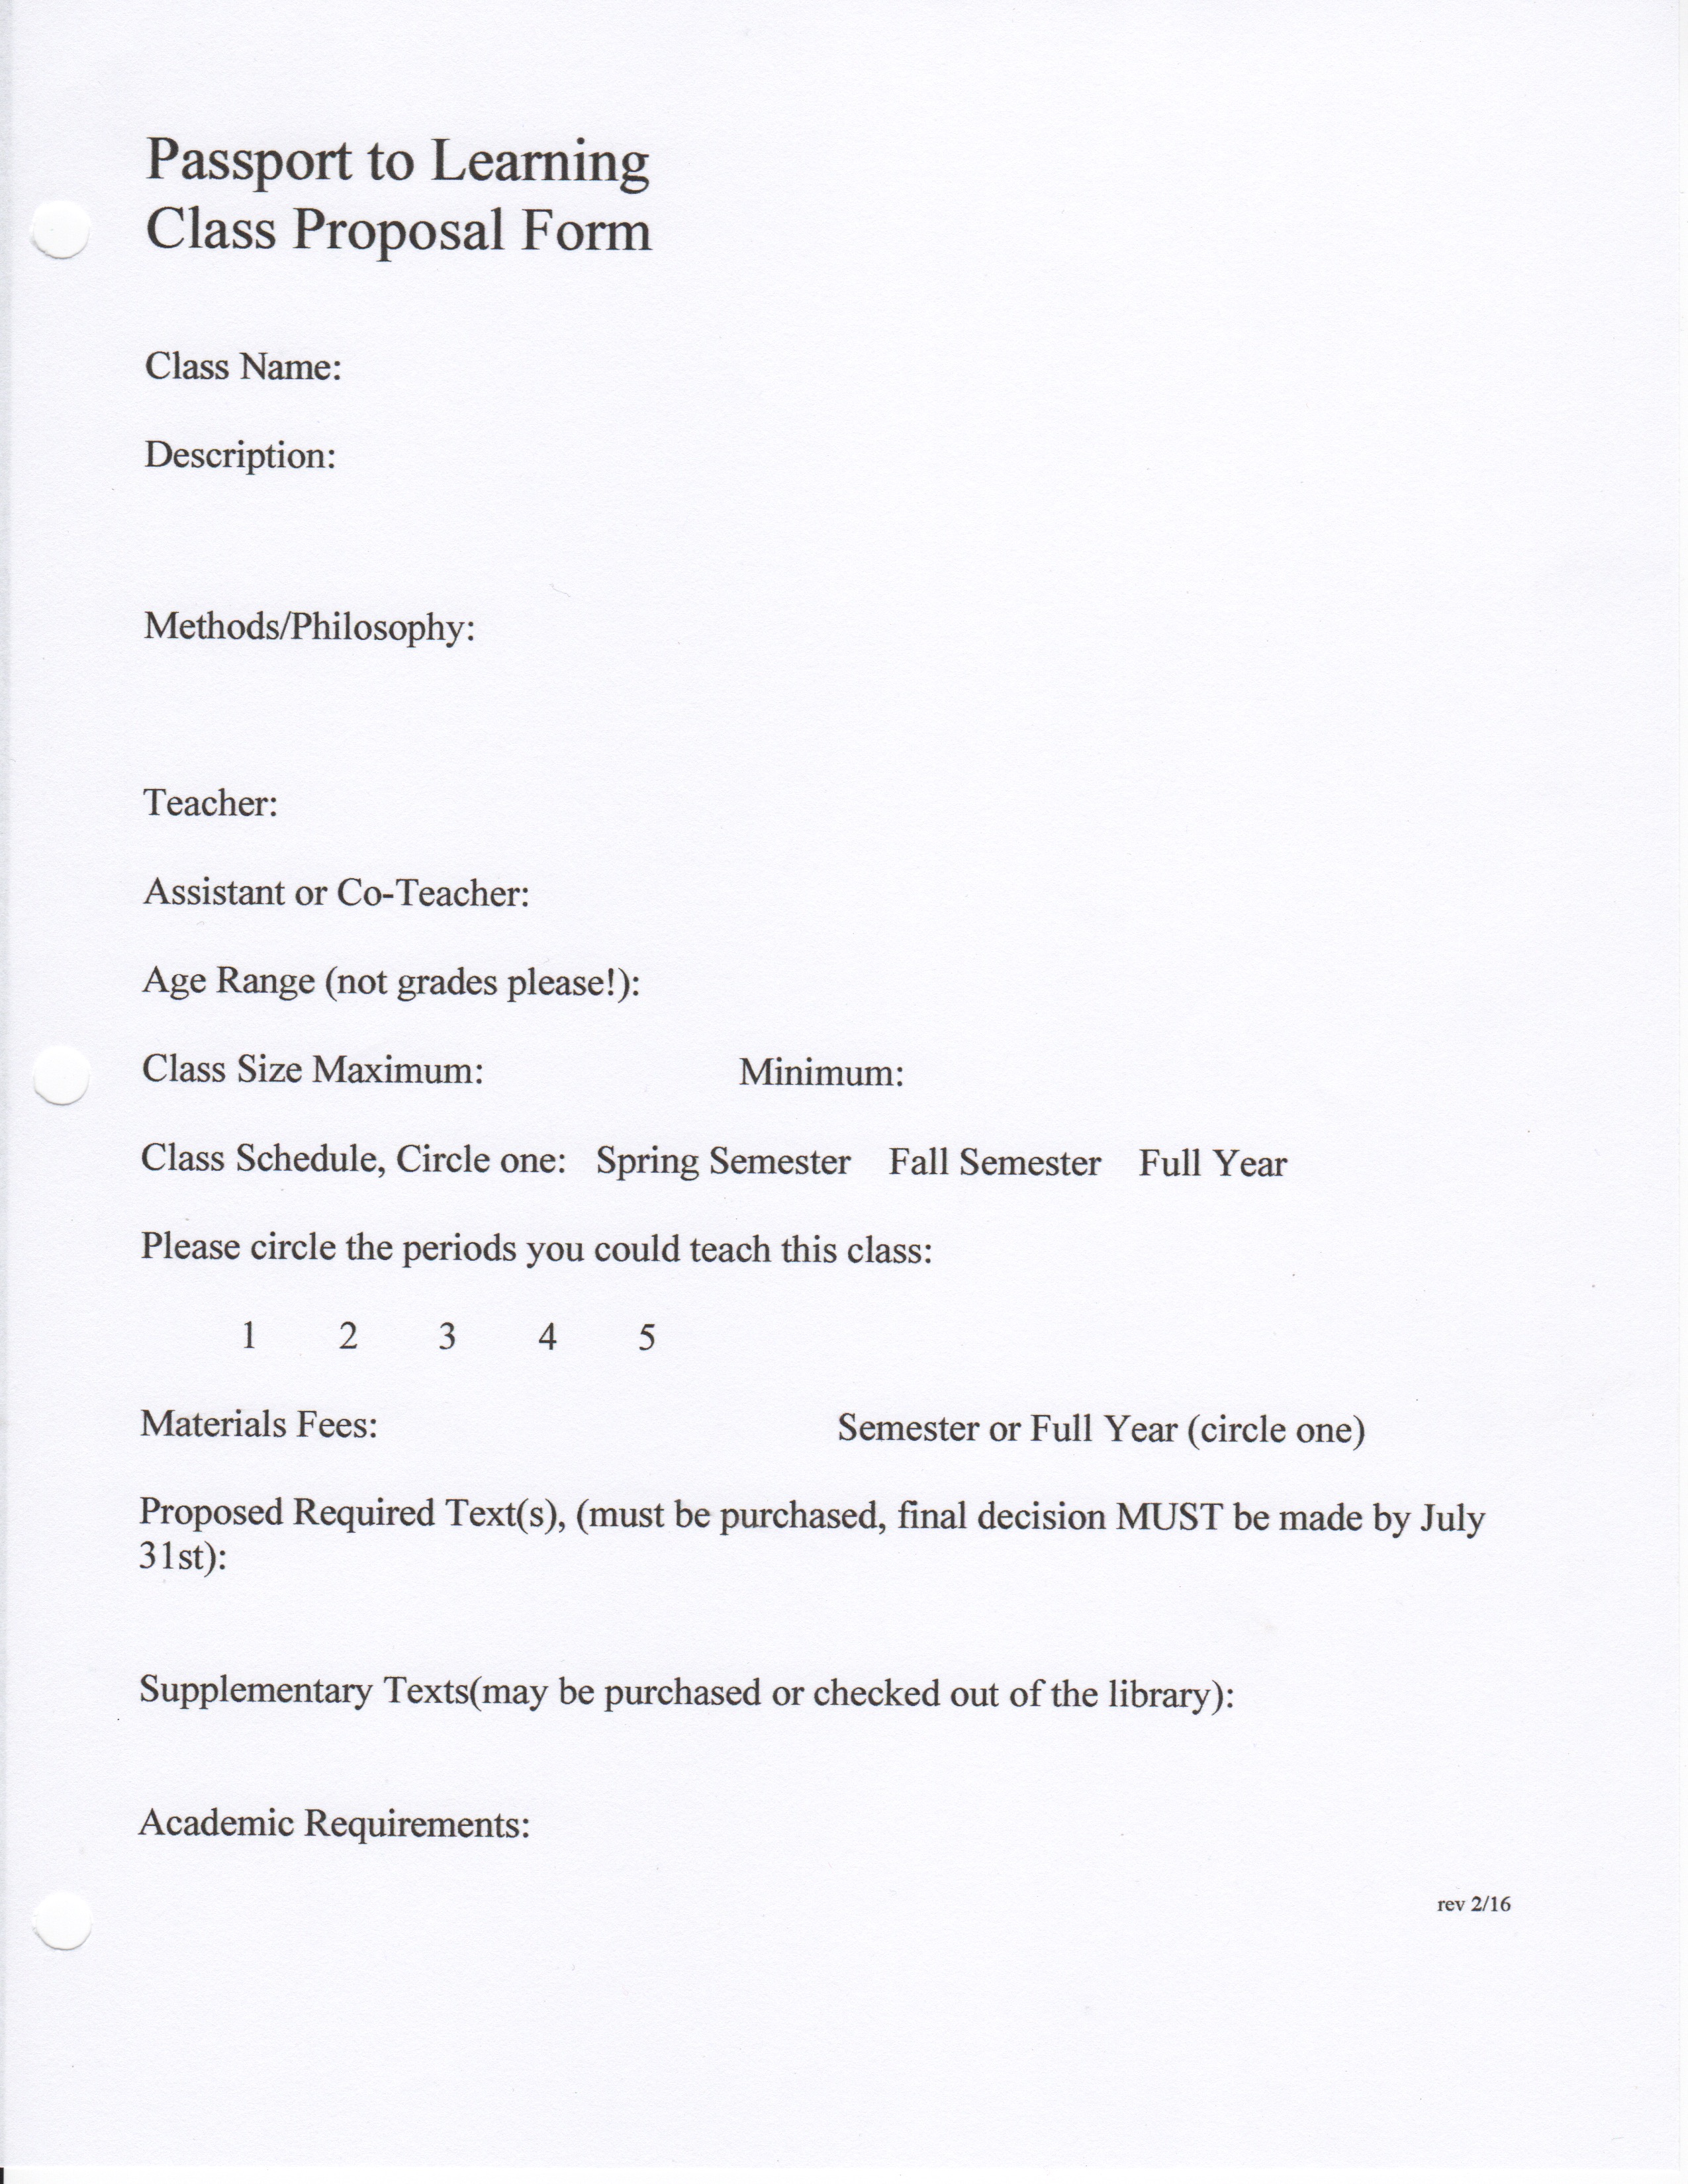 Passport to Learning
Class Proposal Form
Class Name:
Description:
Methods/Philosophy:
Teacher:
Assistant or Co-Teacher:
Age Range (not grades please!):
Class Size Maximum: Minimum:
Class Schedule, Circle one: Spring Semester Fall Semester Full Year
Please circle the periods you could teach this class:
1 2 3 4 5
Materials Fees: Semester or Full Year (circle one)
Proposed Required Text(s), (must be purchased, final decision MUST be made by July
31st):
Supplementary Texts(may be purchased or checked out of the library):
Academic Requirements:
rev 2/16